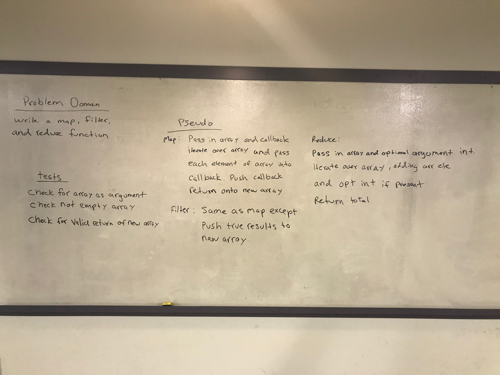 Problem Domain
Write a map, filter,
and reduce function
tests
Check for array as argument
Check not empty array
Check for valid return of new array
Pseudo
Map: Pass in array and callback
iterate over array and pass
each element of array into
callback. Push callback
return onto new array
Filter: Same as map except
Push true results to
new array
Reduce:
Pass in array and optional argument int.
Iterate over array, adding arr ele
and opt int if present
Return total